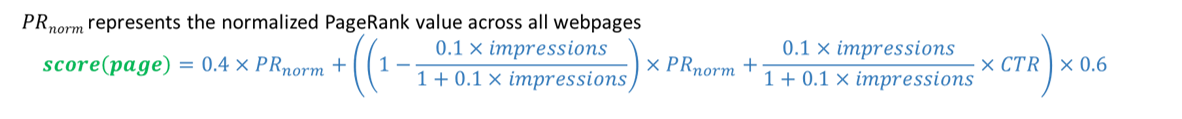 PR_norm represents the normalized PageRank value across all webpages
score(page) = 0.4 × PR_norm + ((1 − (0.1 × impressions)/(1 + 0.1 × impressions)) × PR_norm + (0.1 × impressions)/(1 + 0.1 × impressions) × CTR) × 0.6